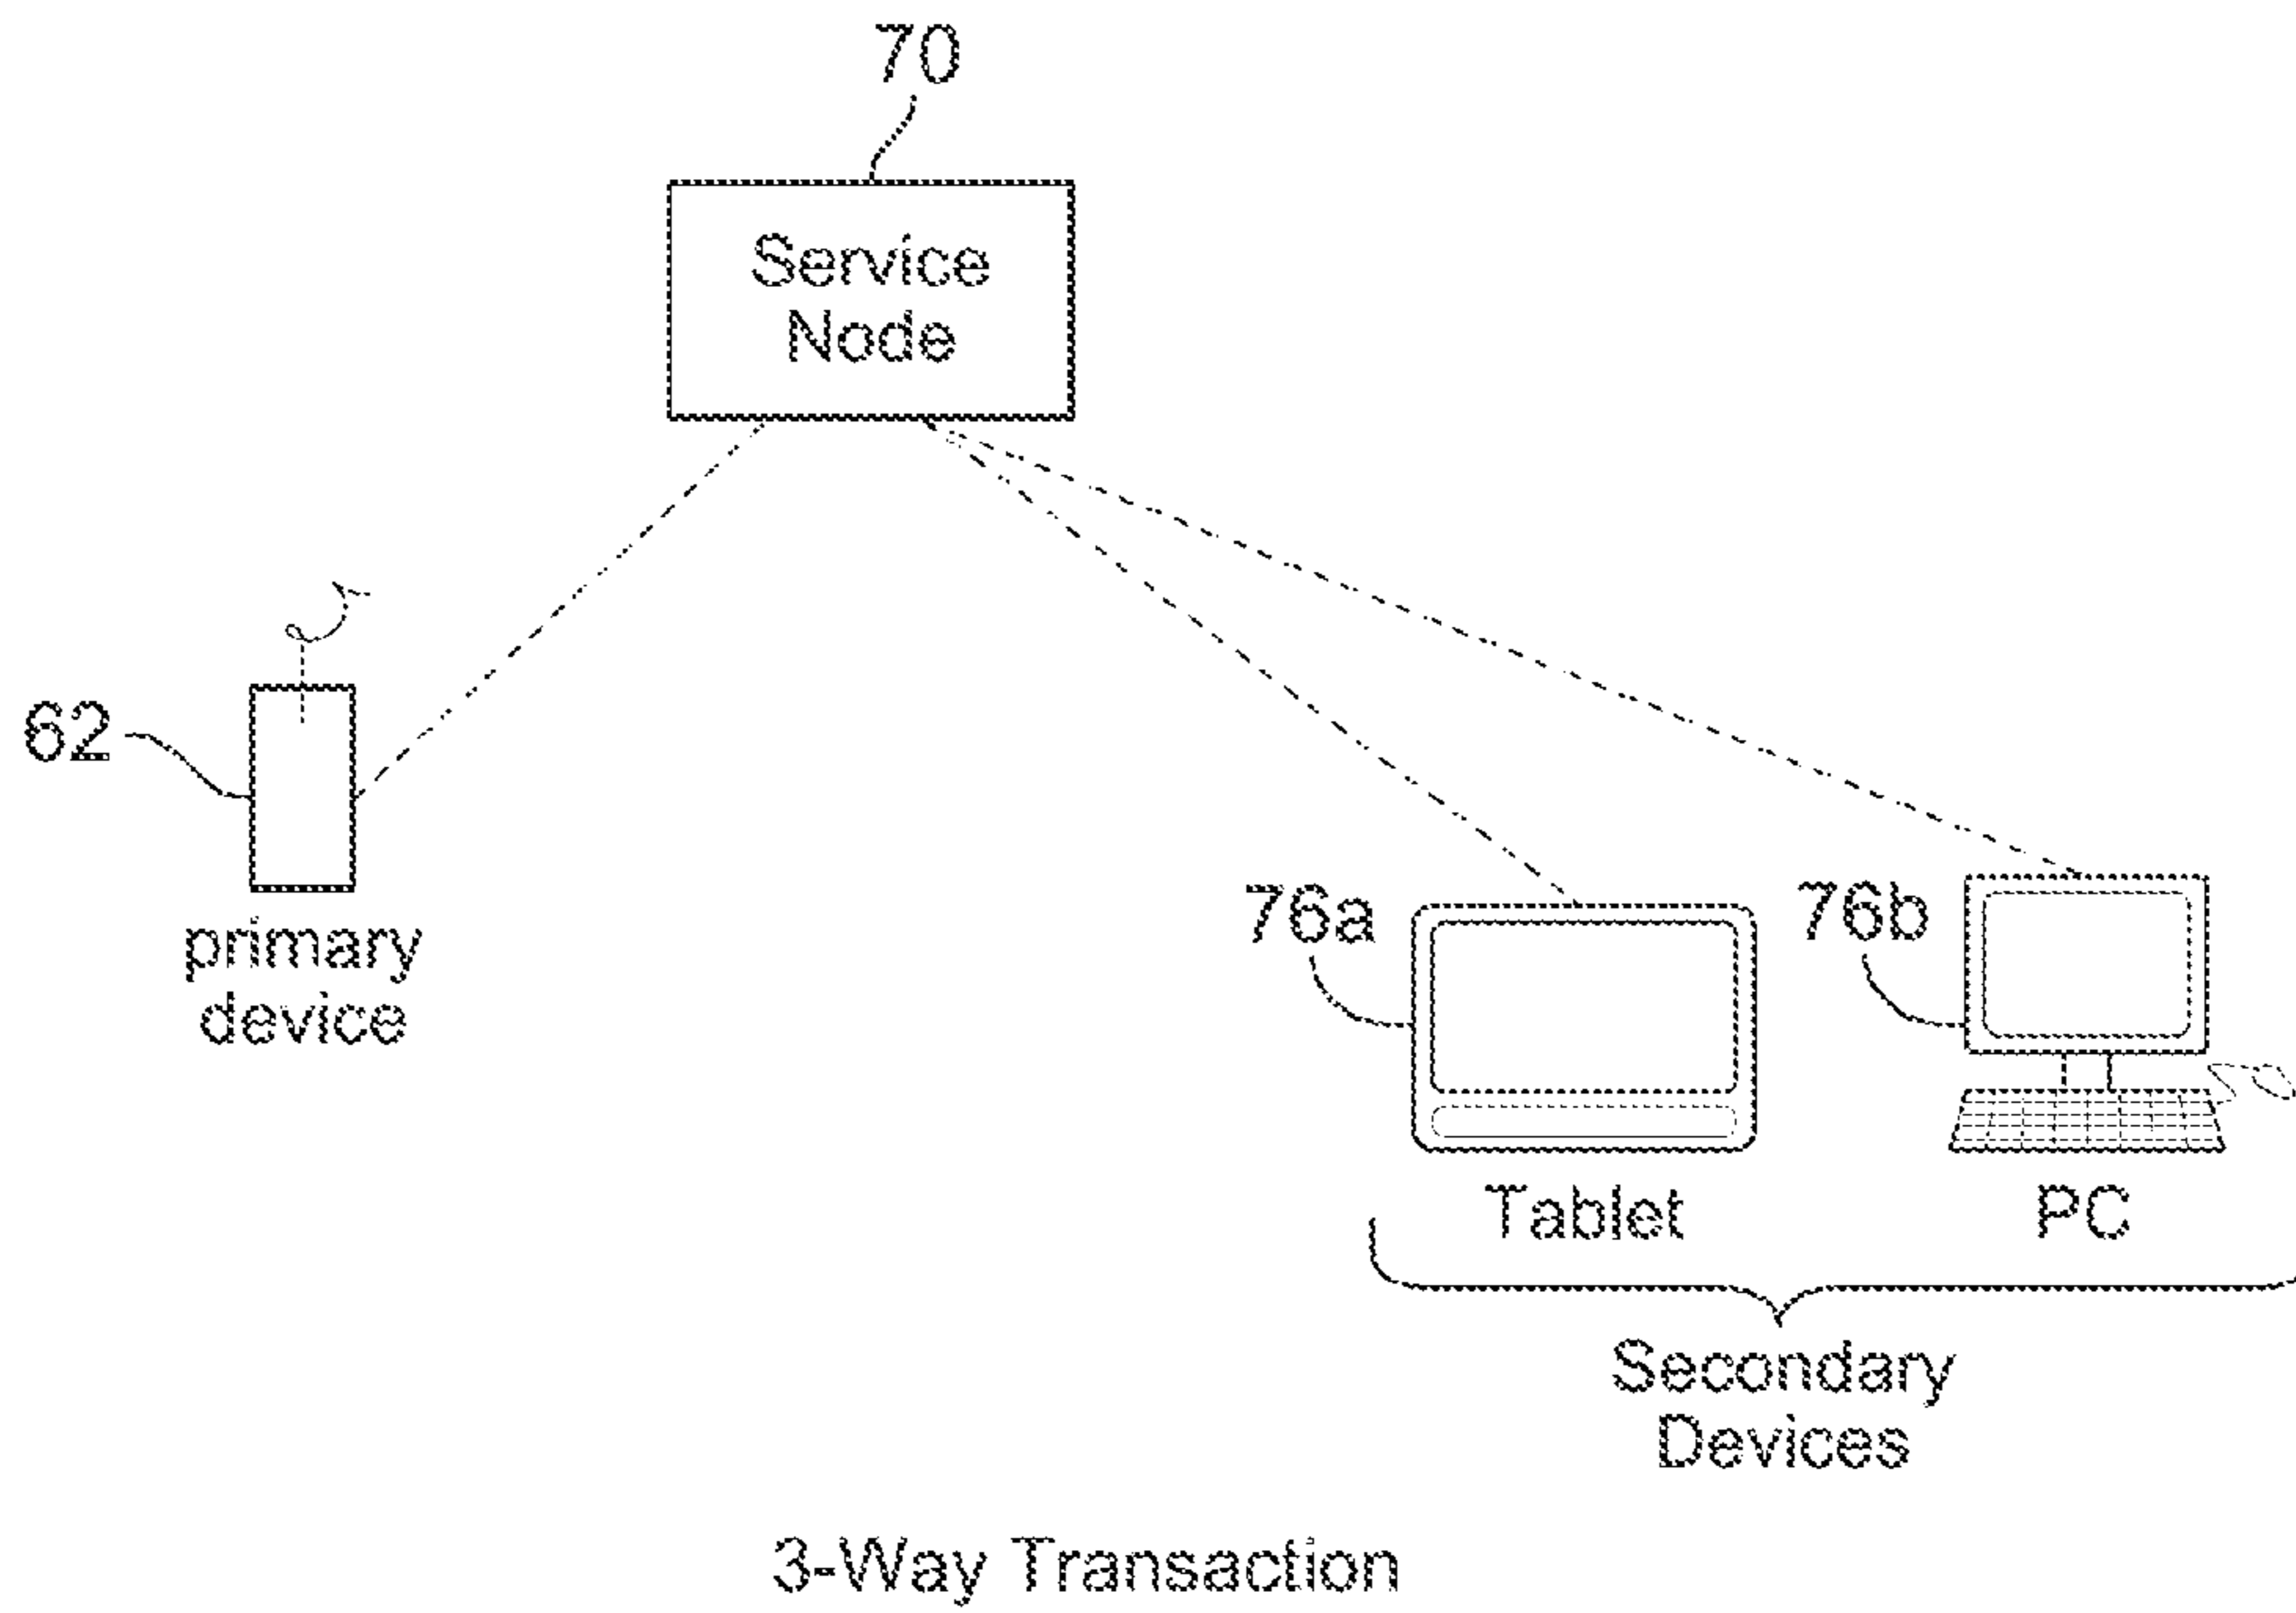 70
Service
Node
62
primary
device
76a
76b
Tablet
PC
Secondary
Devices
3-Way Transaction